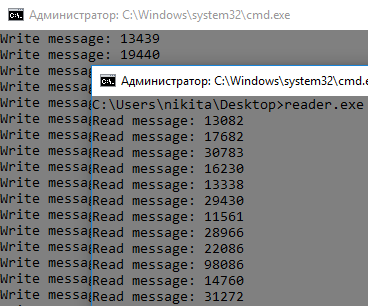 Администратор: C:\Windows\system32\cmd.exe
Write message: 13439
Write message: 19440
Write messa
Write messa
Write messa
Write messa
Write messa
Write messa
Write messa
Write messa
Write messa
Write messa
Write messa
Write messa
Write messa
Write messa
Администратор: C:\Windows\system32\cmd.e
C:\Users\nikita\Desktop>reader.exe
Read message: 13082
Read message: 17682
Read message: 30783
Read message: 16230
Read message: 13338
Read message: 29430
Read message: 11561
Read message: 28966
Read message: 22086
Read message: 98086
Read message: 14760
Read message: 31272